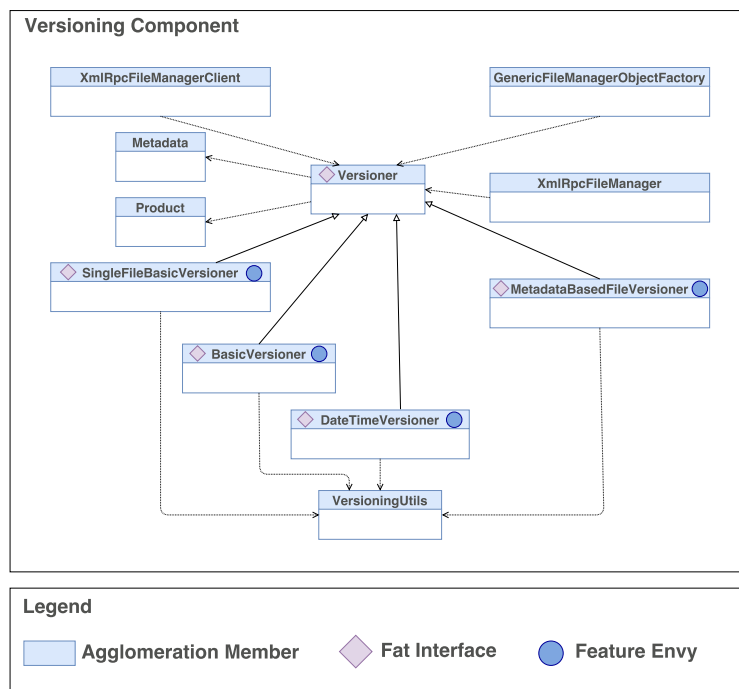 Versioning Component
XmlRpcFileManagerClient
GenericFileManagerObjectFactory
Metadata
Versioner
XmlRpcFileManager
Product
SingleFileBasicVersioner
MetadataBasedFileVersioner
BasicVersioner
DateTimeVersioner
VersioningUtils
Legend
Agglomeration Member
Fat Interface
Feature Envy